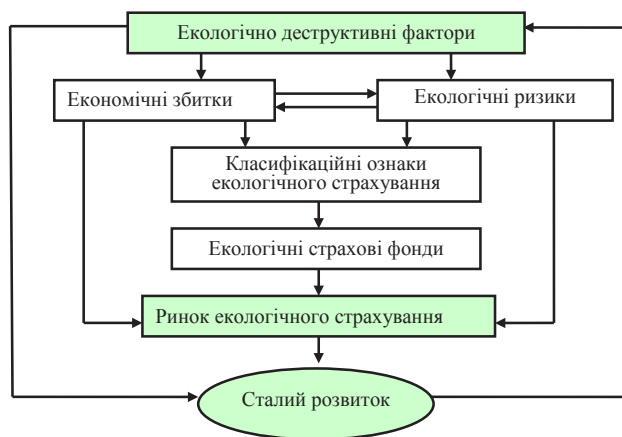 Екологічно деструктивні фактори
Економічні збитки
Екологічні ризики
Класифікаційні ознаки
екологічного страхування
Екологічні страхові фонди
Ринок екологічного страхування
Сталий розвиток